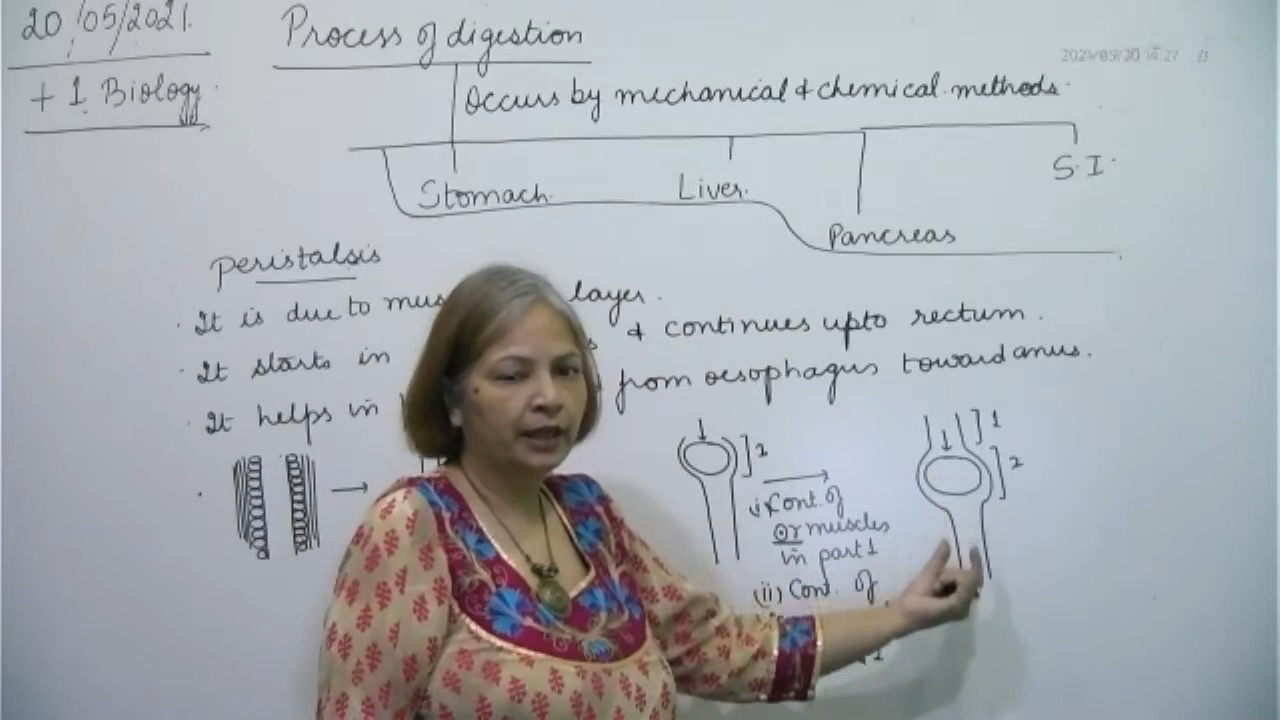 20/05/2021.
+1 Biology
Process of digestion
Occurs by mechanical & chemical methods.
Stomach.
Liver.
S.I.
Pancreas
Peristalsis
It is due to mus layer.
It starts in & continues upto rectum.
It helps in from oesophagus toward anus.
2
(i) Cont. of
or muscles
in part 1
(ii) Cont. of
1
2